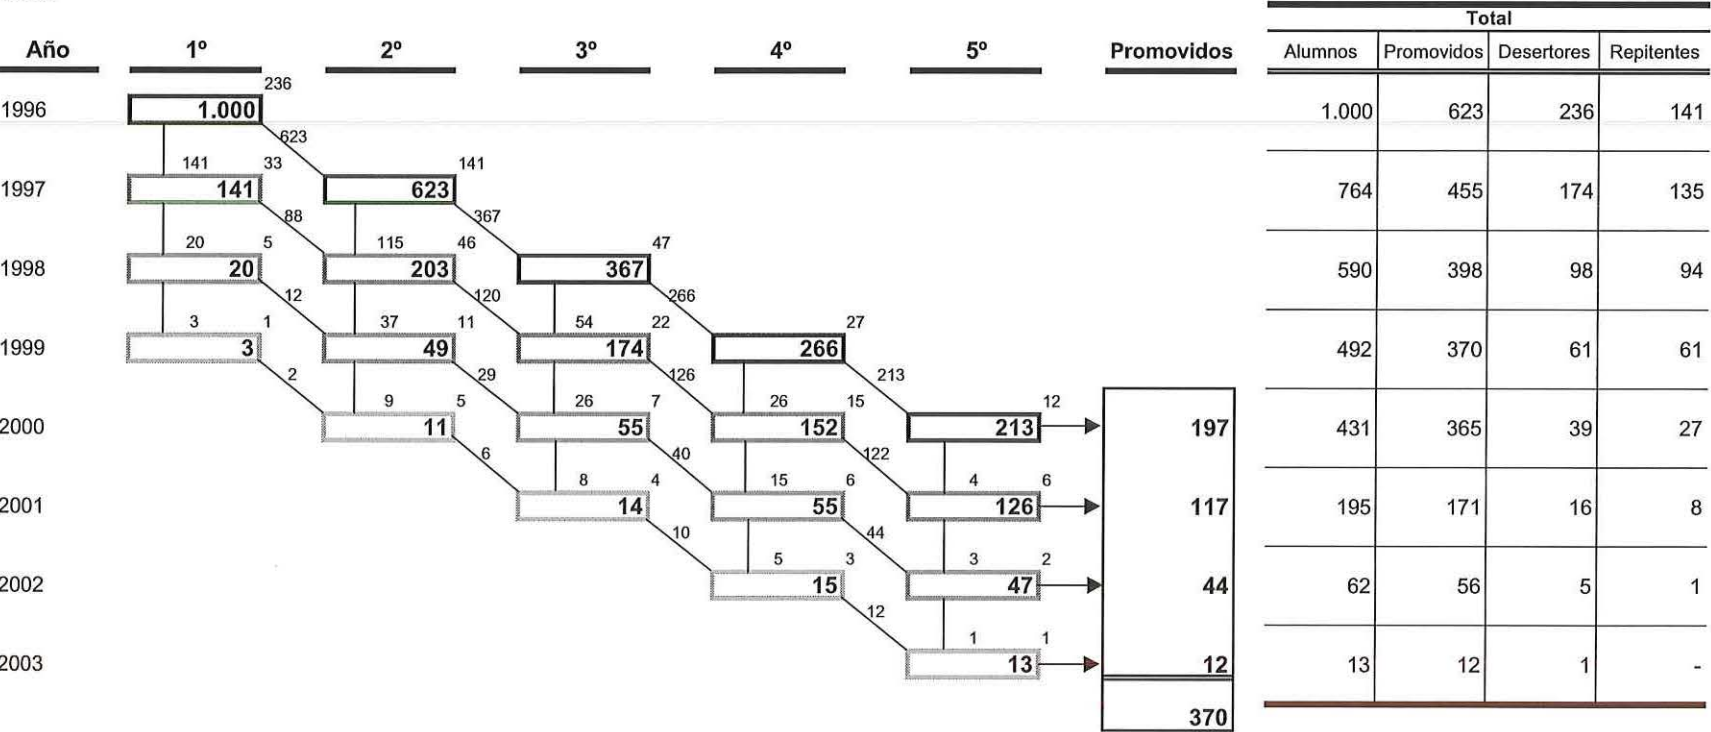 Total
Año 1º 2º 3º 4º 5º Promovidos Alumnos Promovidos Desertores Repitentes
236
1996 1.000 1.000 623 236 141
623
141 33 141
1997 141 623 764 455 174 135
88 367
20 5 115 46 47
1998 20 203 367 590 398 98 94
12 120 266
3 1 37 11 54 22 27
1999 3 49 174 266 492 370 61 61
2 29 126 213
9 5 26 7 26 15 12
2000 11 55 152 213 197 431 365 39 27
6 40 122
8 4 15 6 4 6
2001 14 55 126 117 195 171 16 8
10 44
5 3 3 2
2002 15 47 44 62 56 5 1
12
1 1
2003 13 12 13 12 1 -
370